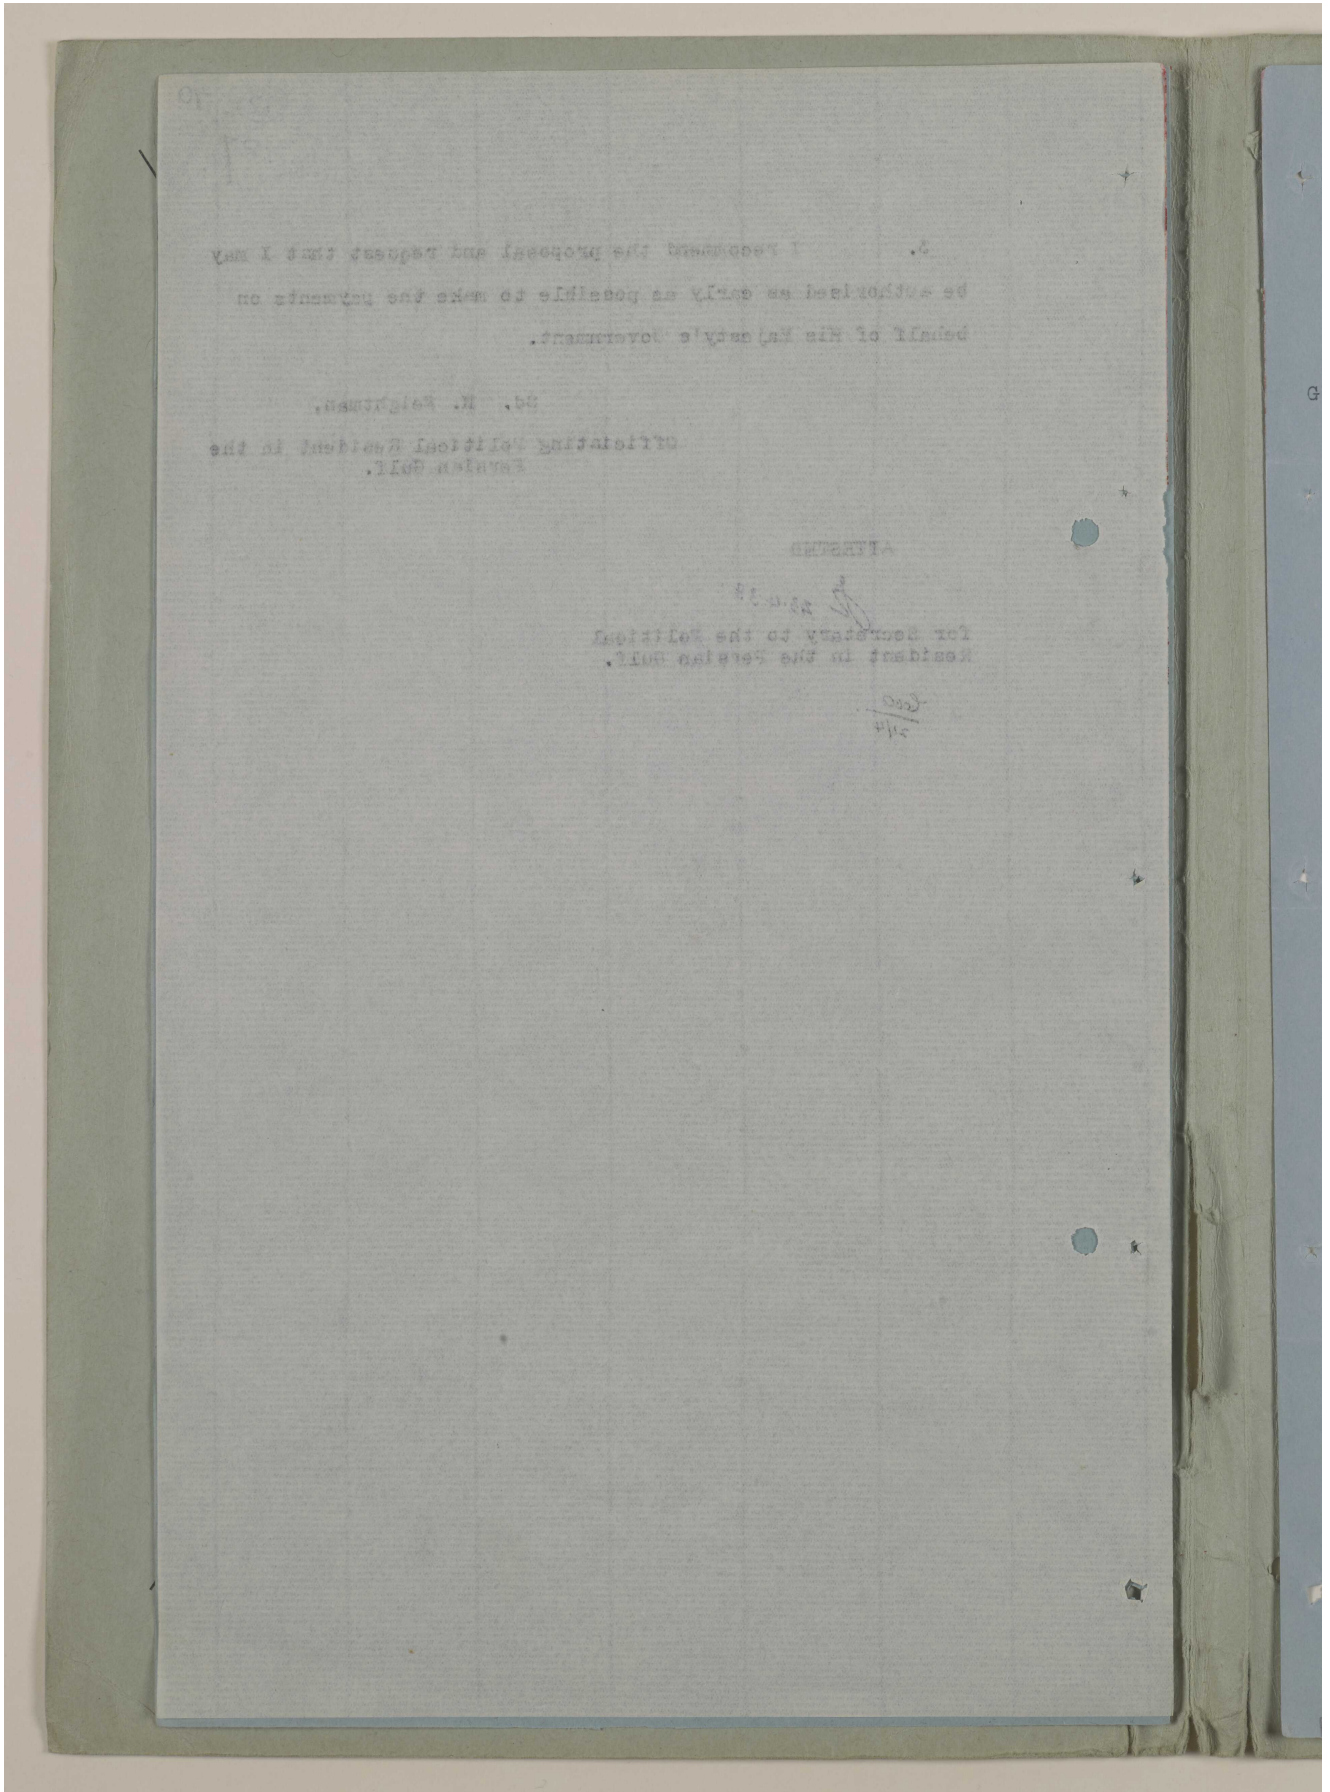 3. I recommend the proposal and request that I may
be authorised as early as possible to make the payments on
behalf of His Majesty's Government.
Sd. H. Weightman,
Officiating Political Resident in the
Persian Gulf.
ATTESTED
for Secretary to the Political
Resident in the Persian Gulf.
G